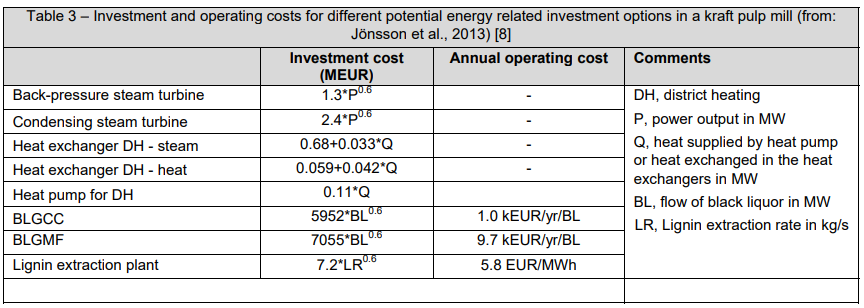 Table 3 – Investment and operating costs for different potential energy related investment options in a kraft pulp mill (from:
Jönsson et al., 2013) [8]
Investment cost (MEUR) Annual operating cost Comments
Back-pressure steam turbine 1.3*P^0.6 -
Condensing steam turbine 2.4*P^0.6 -
Heat exchanger DH - steam 0.68+0.033*Q -
Heat exchanger DH - heat 0.059+0.042*Q -
Heat pump for DH 0.11*Q
BLGCC 5952*BL^0.6 1.0 kEUR/yr/BL
BLGMF 7055*BL^0.6 9.7 kEUR/yr/BL
Lignin extraction plant 7.2*LR^0.6 5.8 EUR/MWh
DH, district heating
P, power output in MW
Q, heat supplied by heat pump
or heat exchanged in the heat
exchangers in MW
BL, flow of black liquor in MW
LR, Lignin extraction rate in kg/s